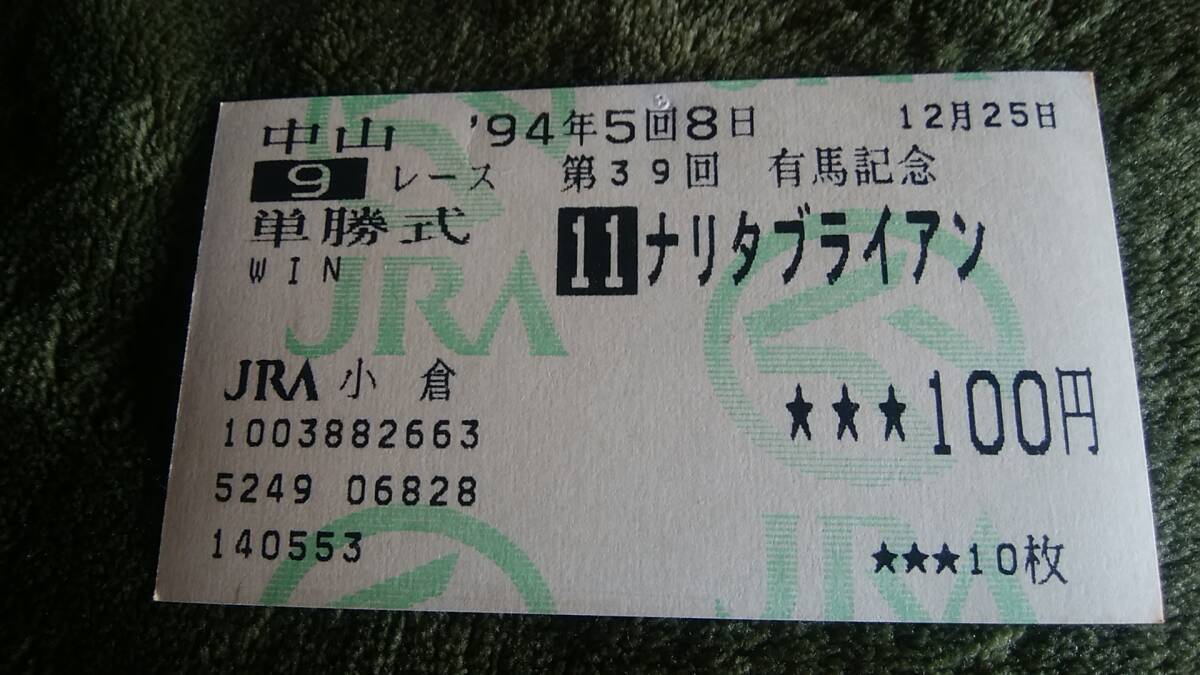 中山 '94年5回8日 12月25日
9 レース 第39回 有馬記念
単勝式 11 ナリタブライアン
WIN
JRA
JRA 小倉
★★★100円
1003882663
5249 06828
140553
★★★10枚
JRA